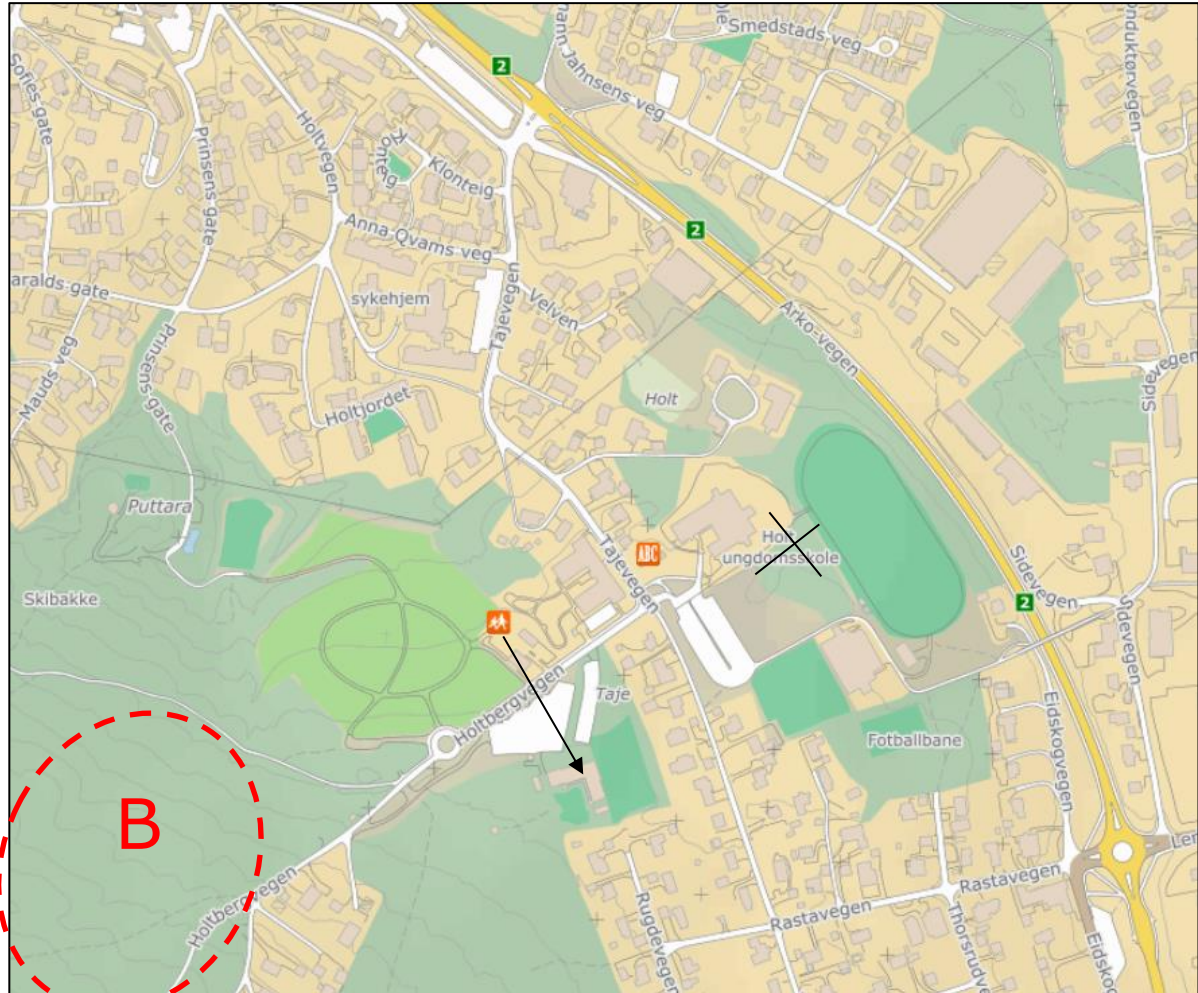 Smedstads veg
Sofies gate
Prinsens gate
Holtvegen
2
Klonteig
Klonteig
Anna Qvams veg
2
sykehjem
Tajevegen
Velven
Arko-vegen
Sidevegen
Mauds veg
Prinsens gate
Holtjordet
Holt
Puttara
ABC
Holt
ungdomsskole
Tajevegen
Sidevegen
2
Sidevegen
Skibakke
Taje
Holtbergvegen
Fotballbane
Eidskogvegen
B
Holtbergvegen
Rugdevegen
Rastavegen
Rastavegen